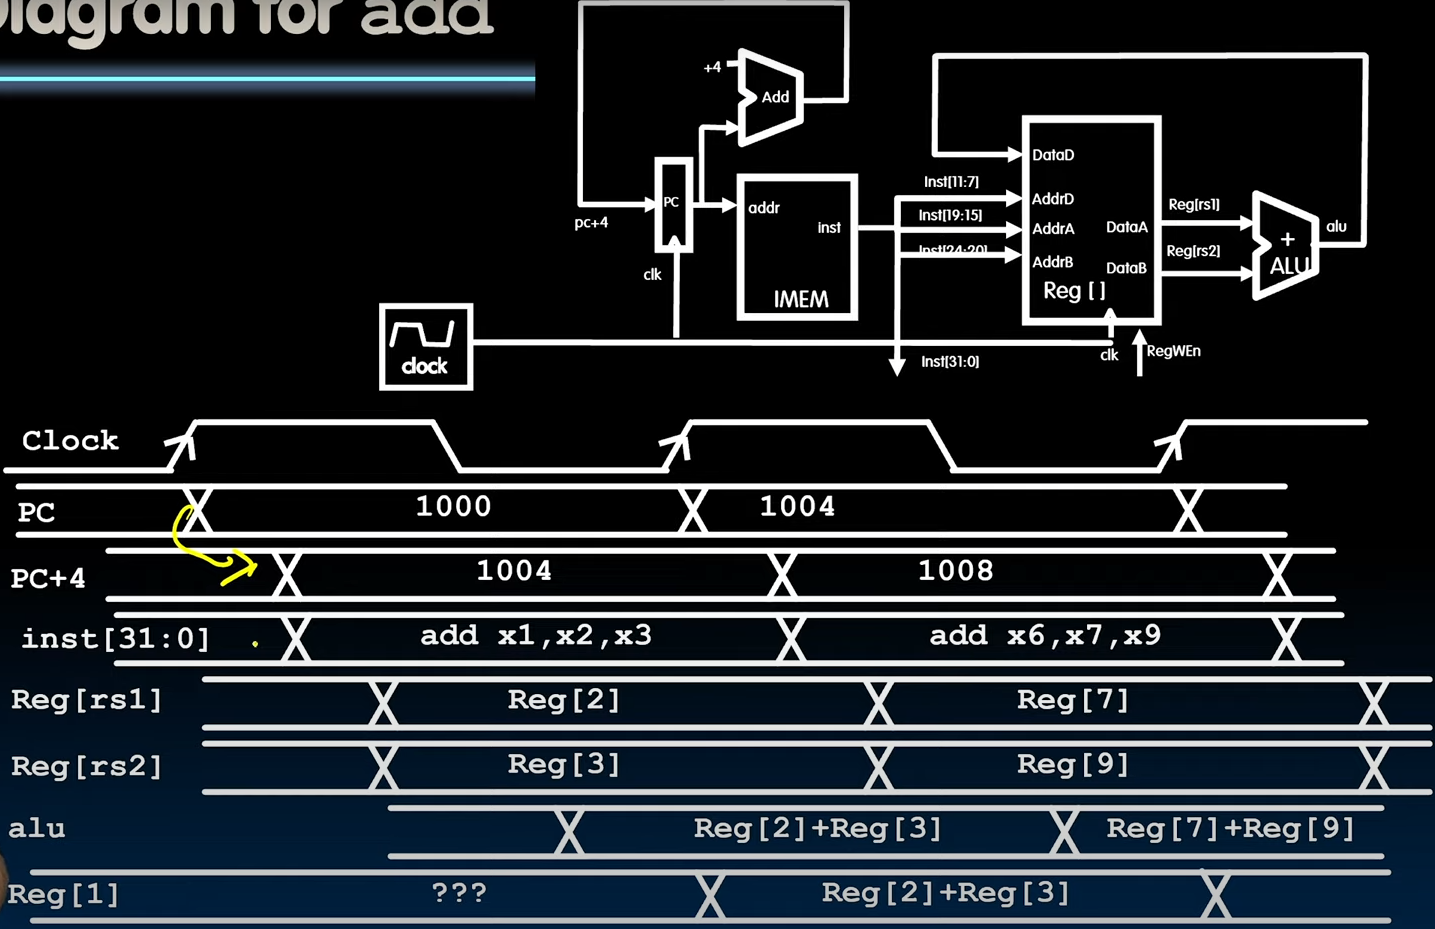 Diagram for add
+4
Add
DataD
Inst[11:7]
PC
addr
AddrD
Reg[rs1]
pc+4
Inst[19:15]
inst
AddrA
DataA
alu
+
Inst[24:20]
Reg[rs2]
clk
AddrB
DataB
ALU
IMEM
Reg []
clock
clk
RegWEn
Inst[31:0]
Clock
PC 1000 1004
PC+4 1004 1008
inst[31:0] add x1,x2,x3 add x6,x7,x9
Reg[rs1] Reg[2] Reg[7]
Reg[rs2] Reg[3] Reg[9]
alu Reg[2]+Reg[3] Reg[7]+Reg[9]
Reg[1] ??? Reg[2]+Reg[3]